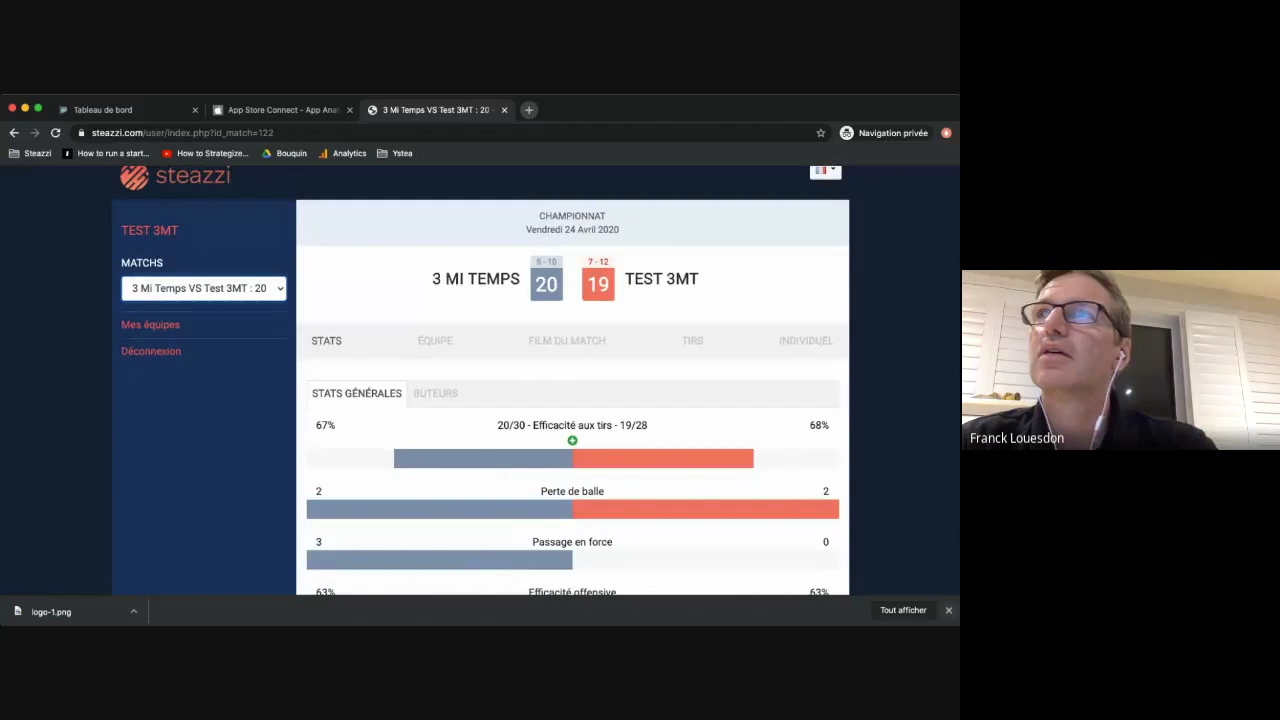 Tableau de bord
App Store Connect - App Anal
3 Mi Temps VS Test 3MT : 20 -
steazzi.com/user/index.php?id_match=122
Navigation privée
Steazzi
How to run a start...
How to Strategize...
Bouquin
Analytics
Ystea
steazzi
TEST 3MT
MATCHS
3 Mi Temps VS Test 3MT : 20
Mes équipes
Déconnexion
CHAMPIONNAT
Vendredi 24 Avril 2020
3 MI TEMPS
5 - 10
20
7 - 12
19
TEST 3MT
STATS
ÉQUIPE
FILM DU MATCH
TIRS
INDIVIDUEL
STATS GÉNÉRALES
BUTEURS
67%
20/30 - Efficacité aux tirs - 19/28
68%
2
Perte de balle
2
3
Passage en force
0
63%
Efficacité offensive
63%
logo-1.png
Tout afficher
Franck Louesdon